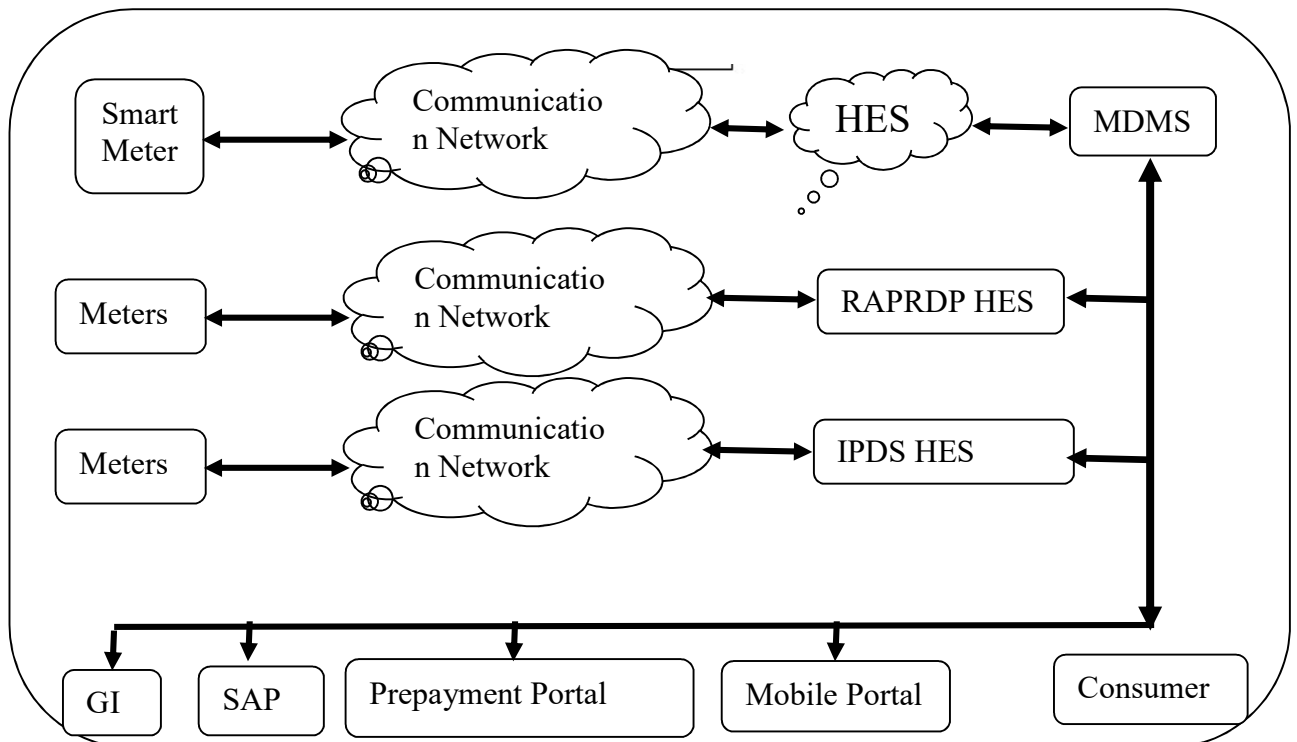 Smart
Meter
Communicatio
n Network
HES
MDMS
Meters
Communicatio
n Network
RAPRDP HES
Meters
Communicatio
n Network
IPDS HES
GI
SAP
Prepayment Portal
Mobile Portal
Consumer